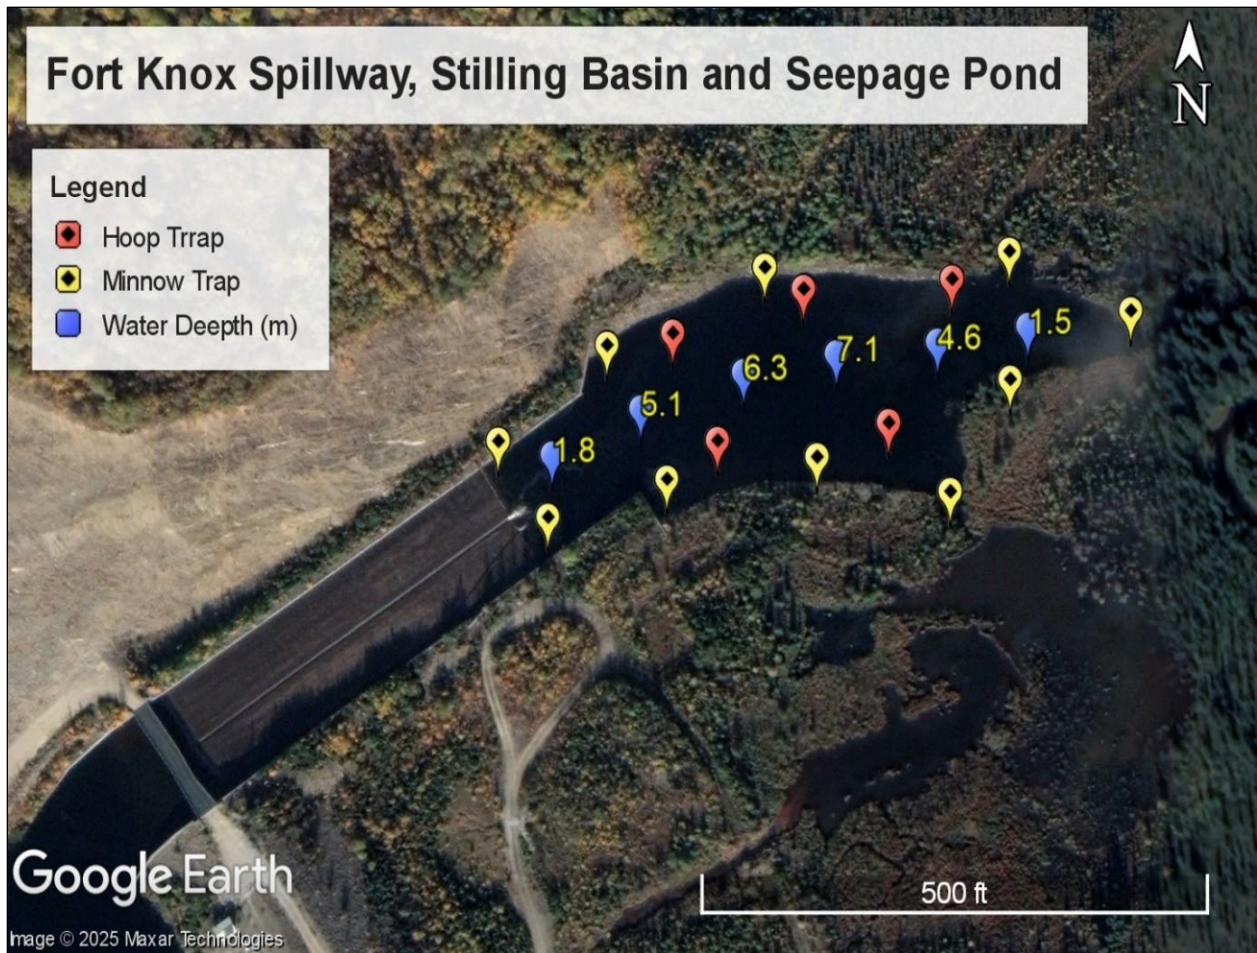 Fort Knox Spillway, Stilling Basin and Seepage Pond
N
Legend
Hoop Trrap
Minnow Trap
Water Deepth (m)
1.5
4.6
7.1
6.3
5.1
1.8
Google Earth
500 ft
Image © 2025 Maxar Technologies